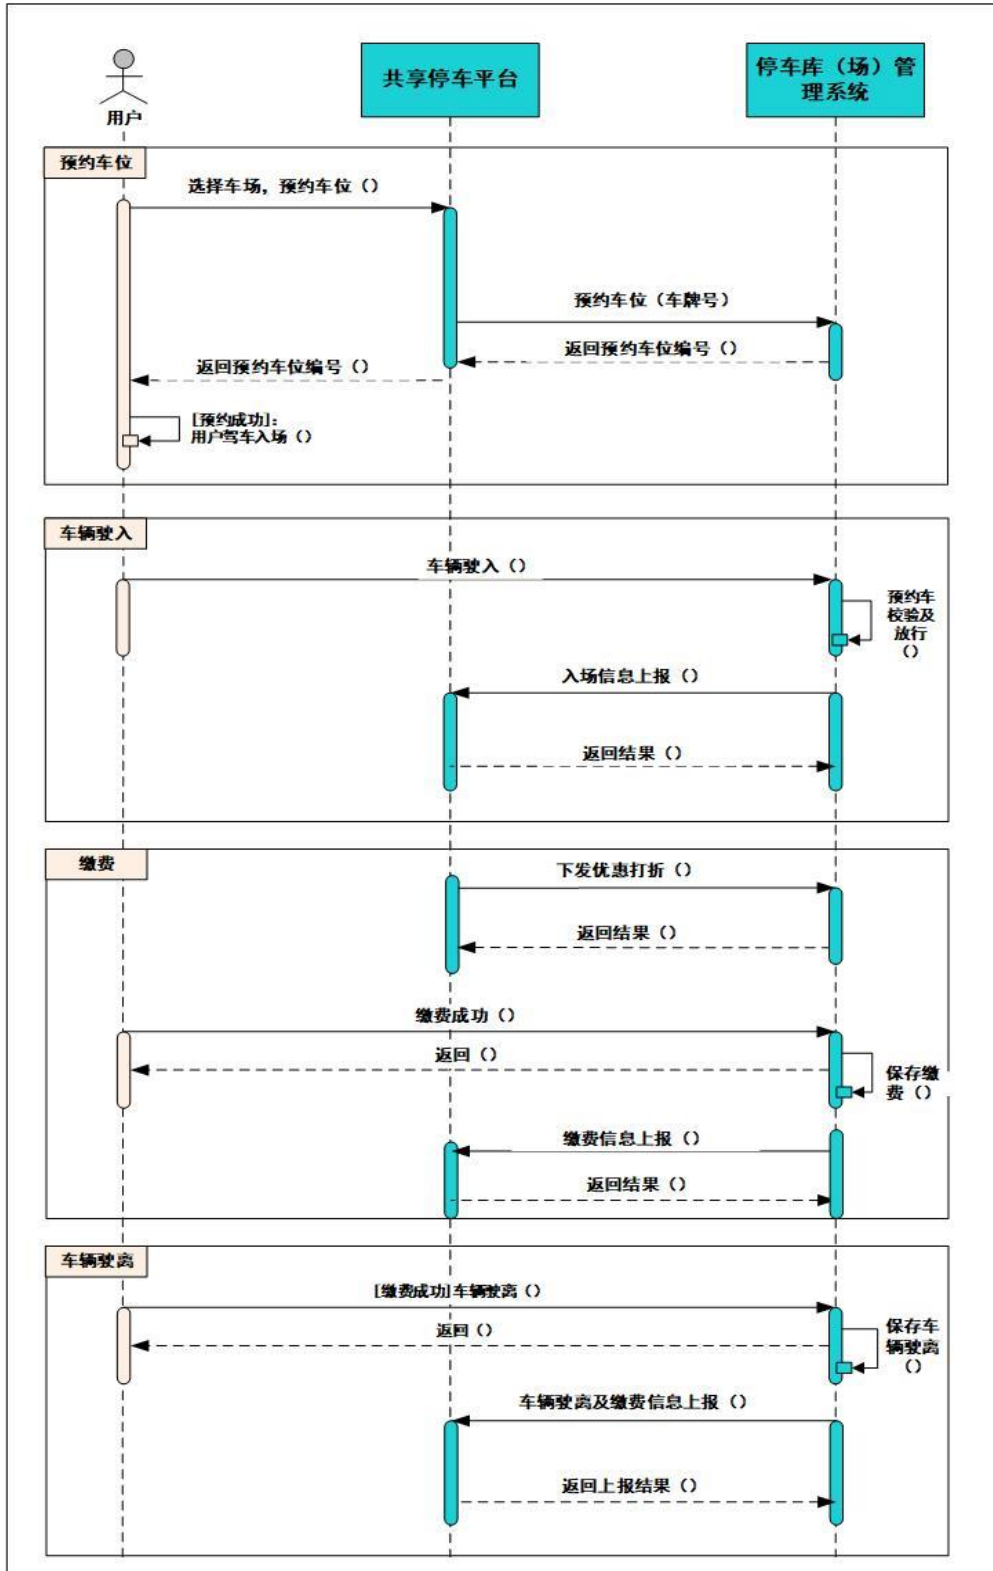 用户
共享停车平台
停车库（场）管
理系统
预约车位
选择车场，预约车位（）
预约车位（车牌号）
返回预约车位编号（）
返回预约车位编号（）
[预约成功]：
用户驾车入场（）
车辆驶入
车辆驶入（）
预约车
校验及
放行
（）
入场信息上报（）
返回结果（）
缴费
下发优惠打折（）
返回结果（）
缴费成功（）
返回（）
保存缴
费（）
缴费信息上报（）
返回结果（）
车辆驶离
[缴费成功]车辆驶离（）
返回（）
保存车
辆驶离
（）
车辆驶离及缴费信息上报（）
返回上报结果（）